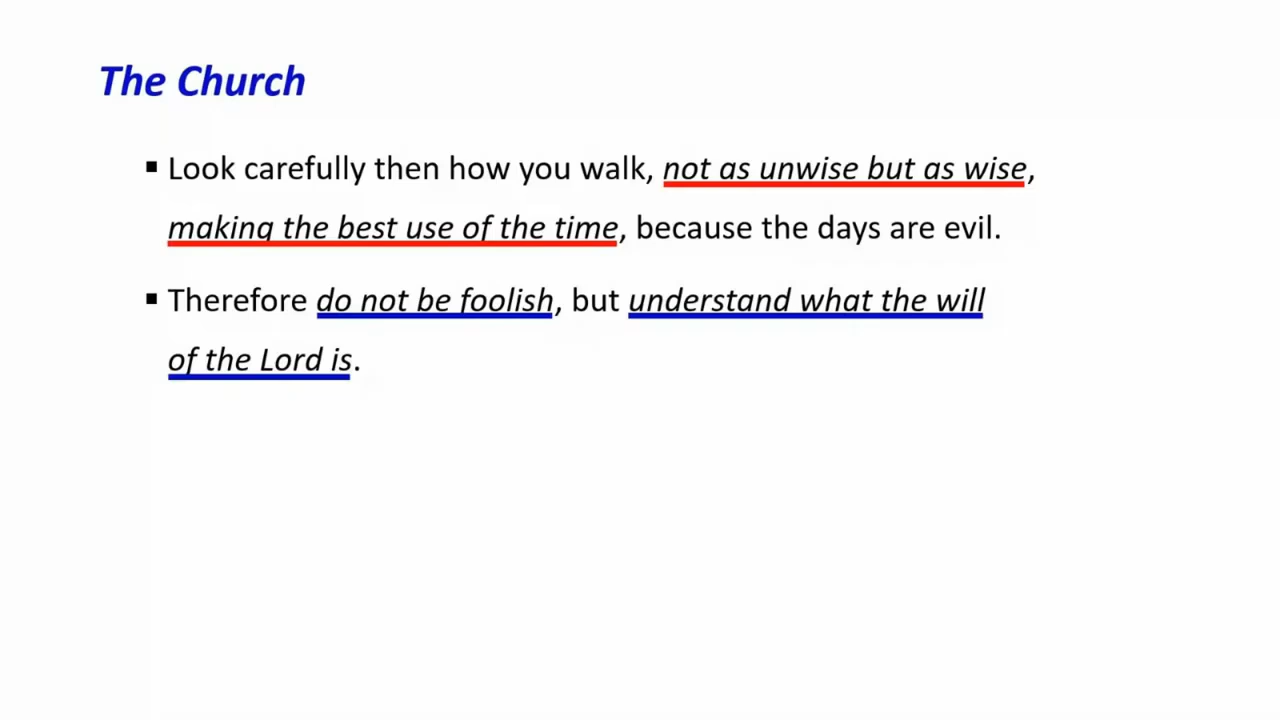 The Church
▪ Look carefully then how you walk, not as unwise but as wise,
making the best use of the time, because the days are evil.
▪ Therefore do not be foolish, but understand what the will
of the Lord is.